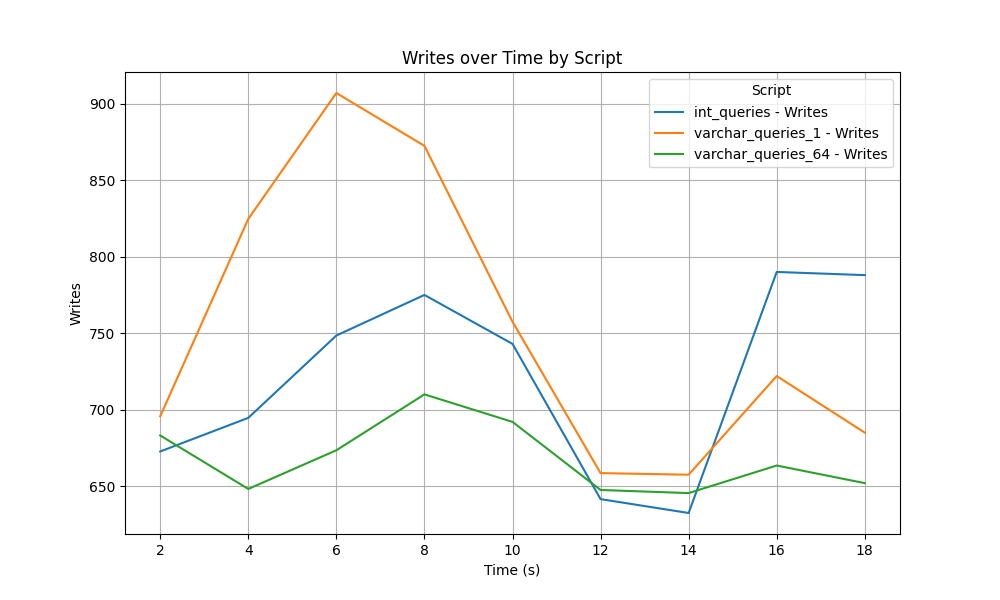 Writes over Time by Script
Script
int_queries - Writes
varchar_queries_1 - Writes
varchar_queries_64 - Writes
Writes
900
850
800
750
700
650
2 4 6 8 10 12 14 16 18
Time (s)